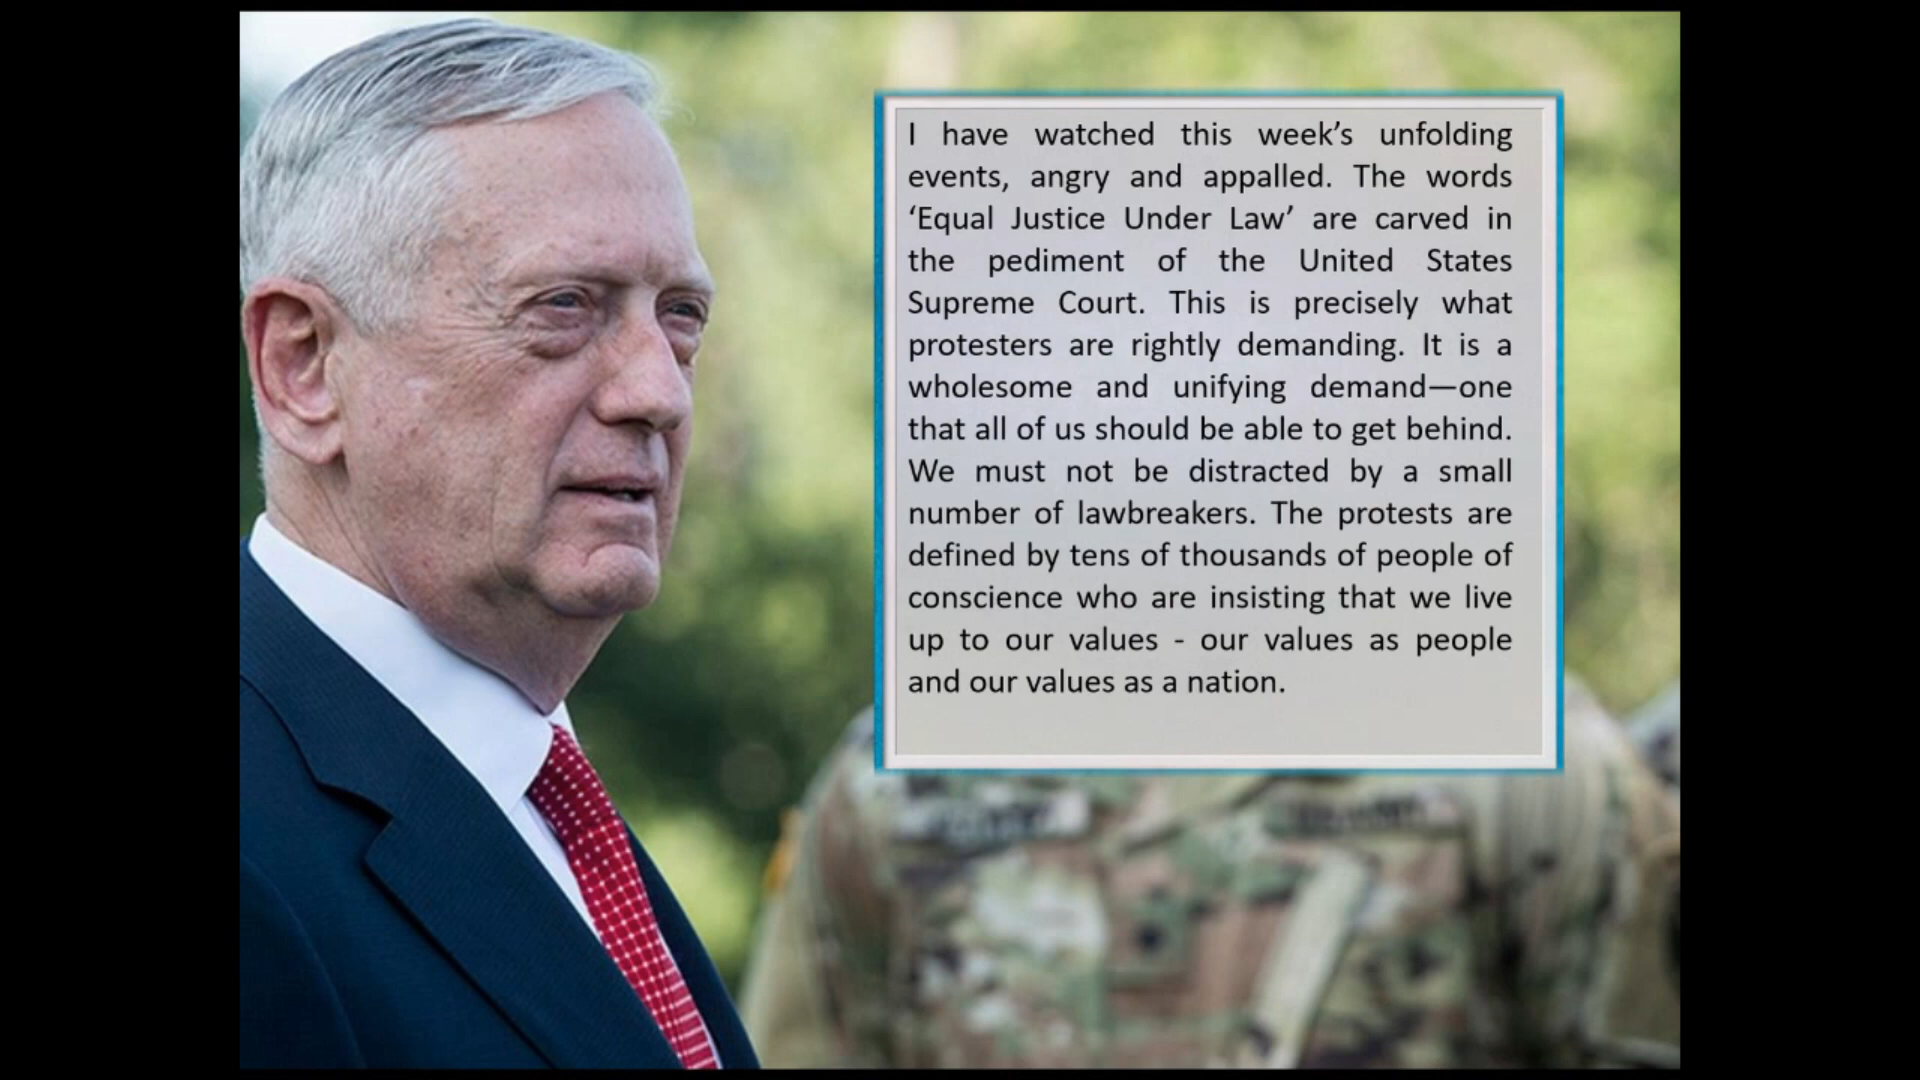 I have watched this week’s unfolding
events, angry and appalled. The words
‘Equal Justice Under Law’ are carved in
the pediment of the United States
Supreme Court. This is precisely what
protesters are rightly demanding. It is a
wholesome and unifying demand—one
that all of us should be able to get behind.
We must not be distracted by a small
number of lawbreakers. The protests are
defined by tens of thousands of people of
conscience who are insisting that we live
up to our values - our values as people
and our values as a nation.